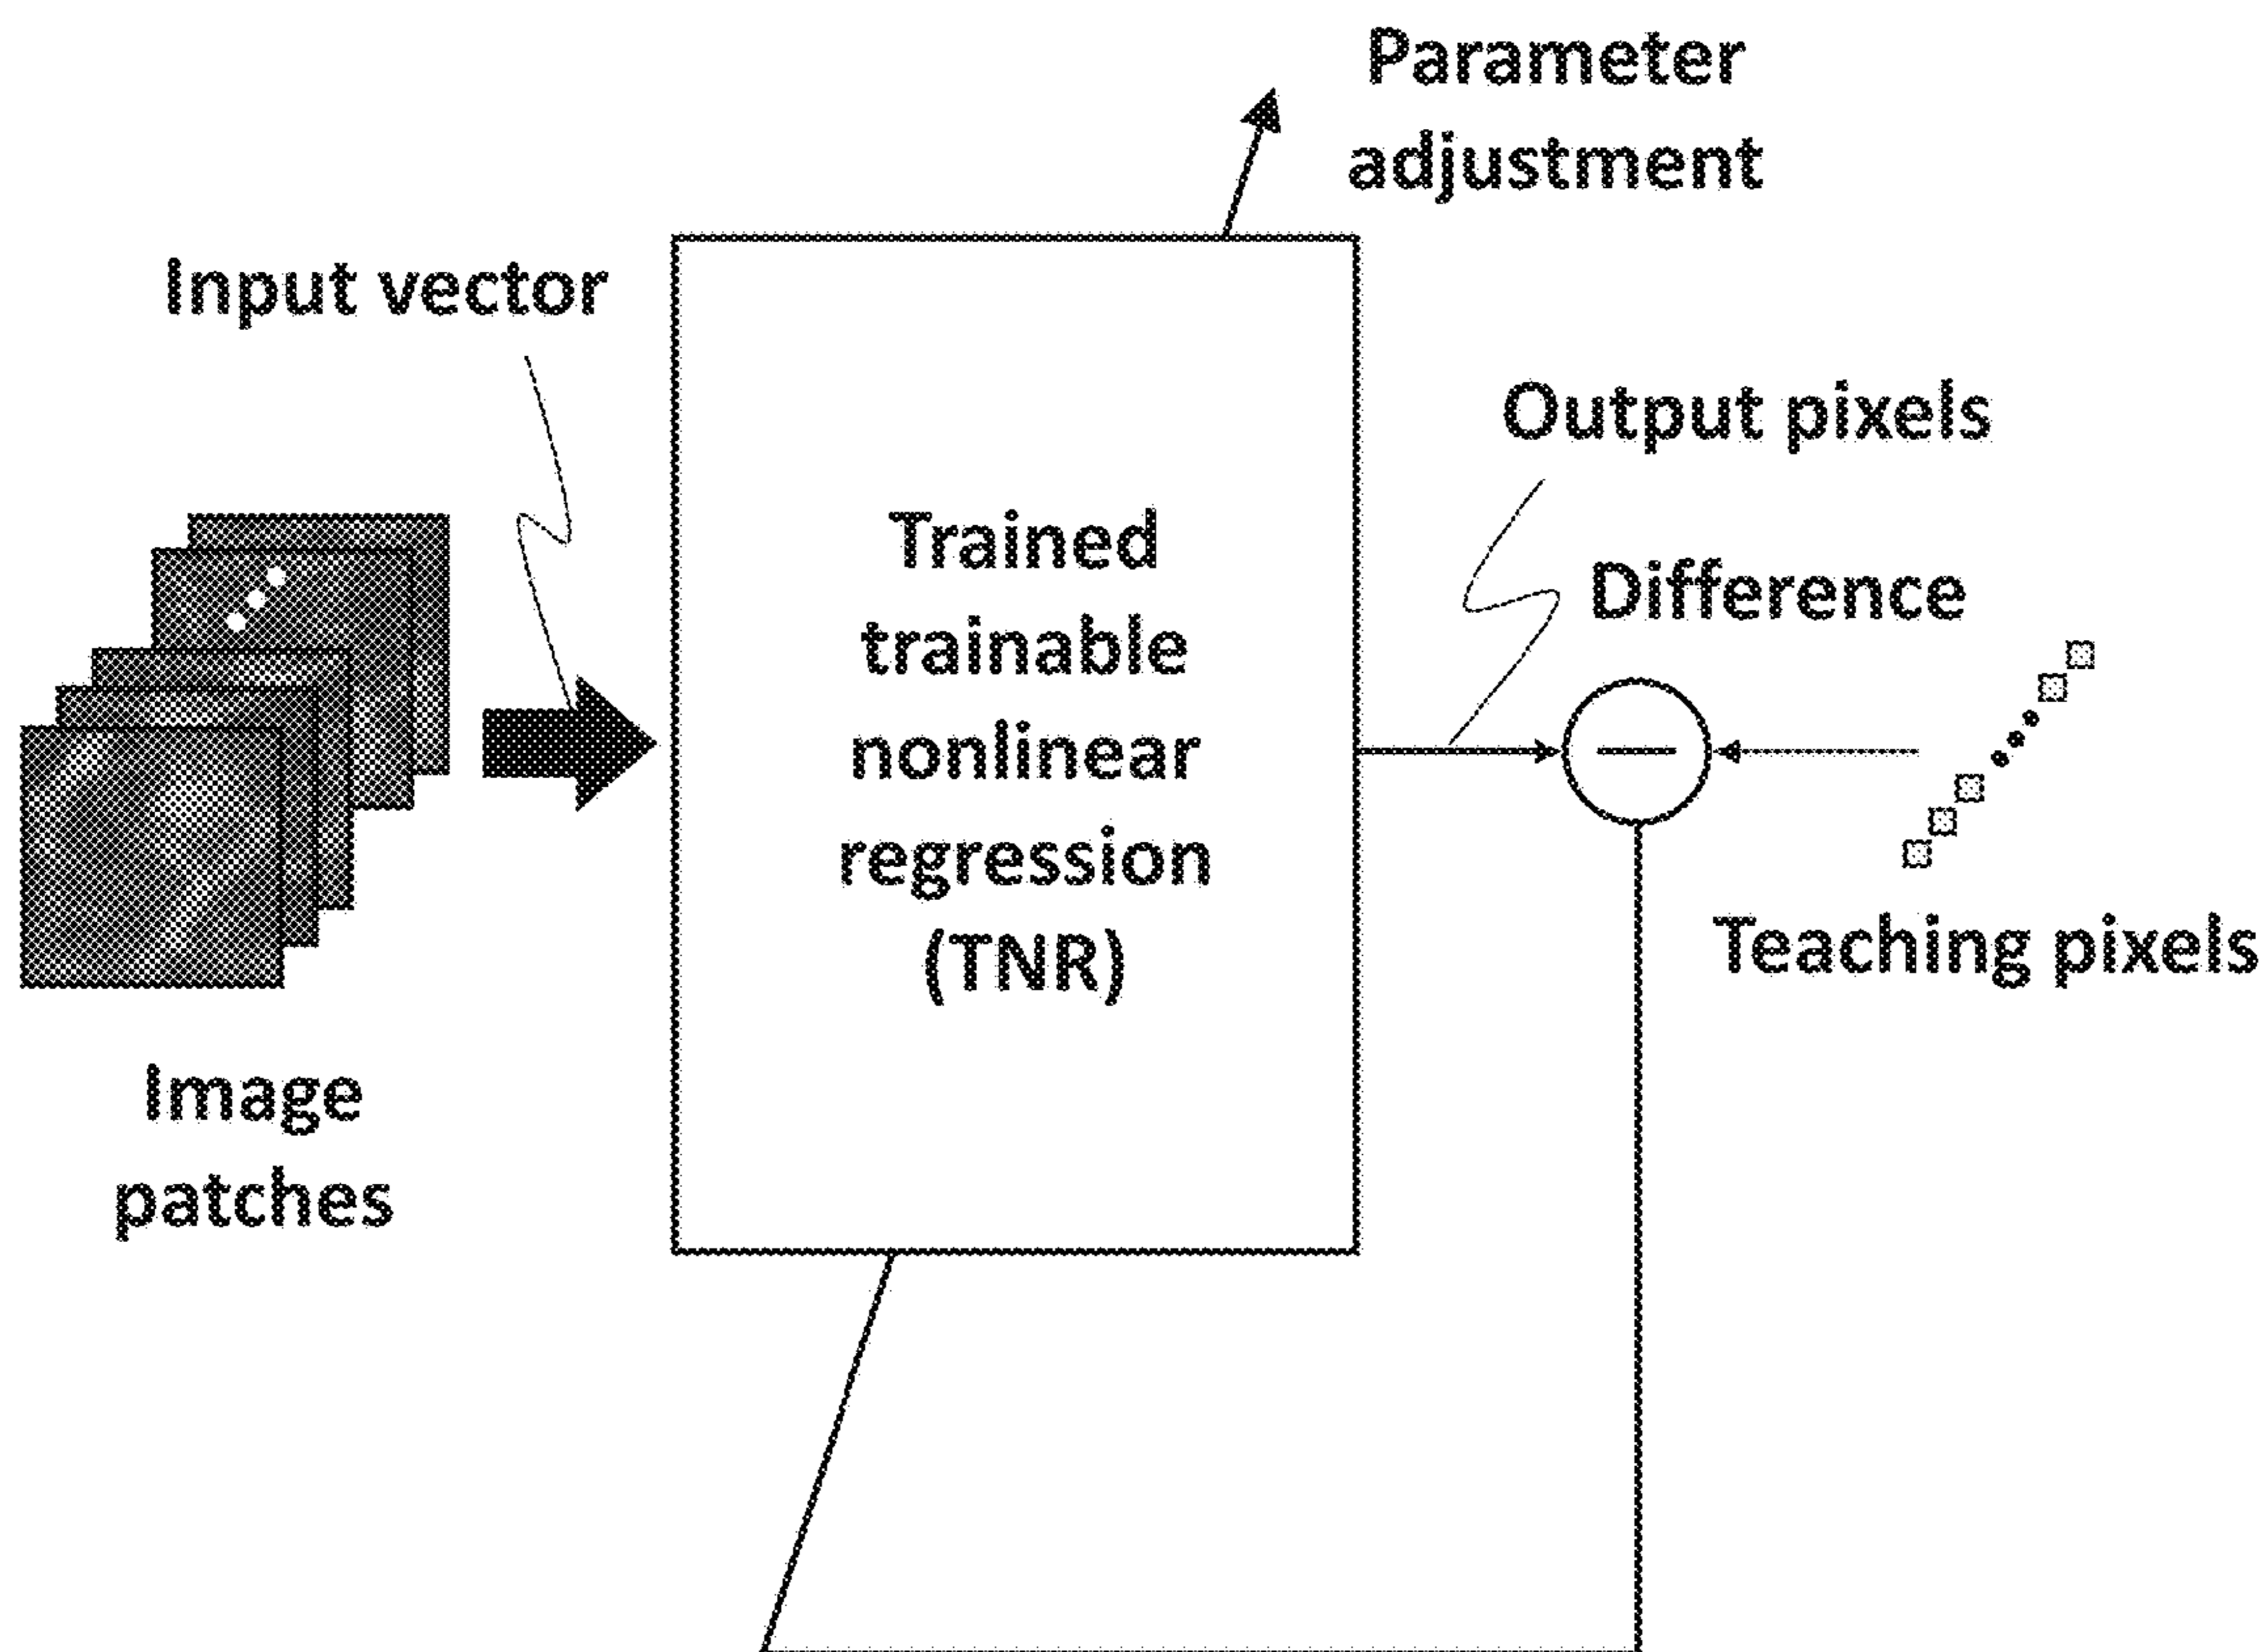 Parameter
adjustment
Input vector
Output pixels
Difference
Trained
trainable
nonlinear
regression
(TNR)
Teaching pixels
Image
patches